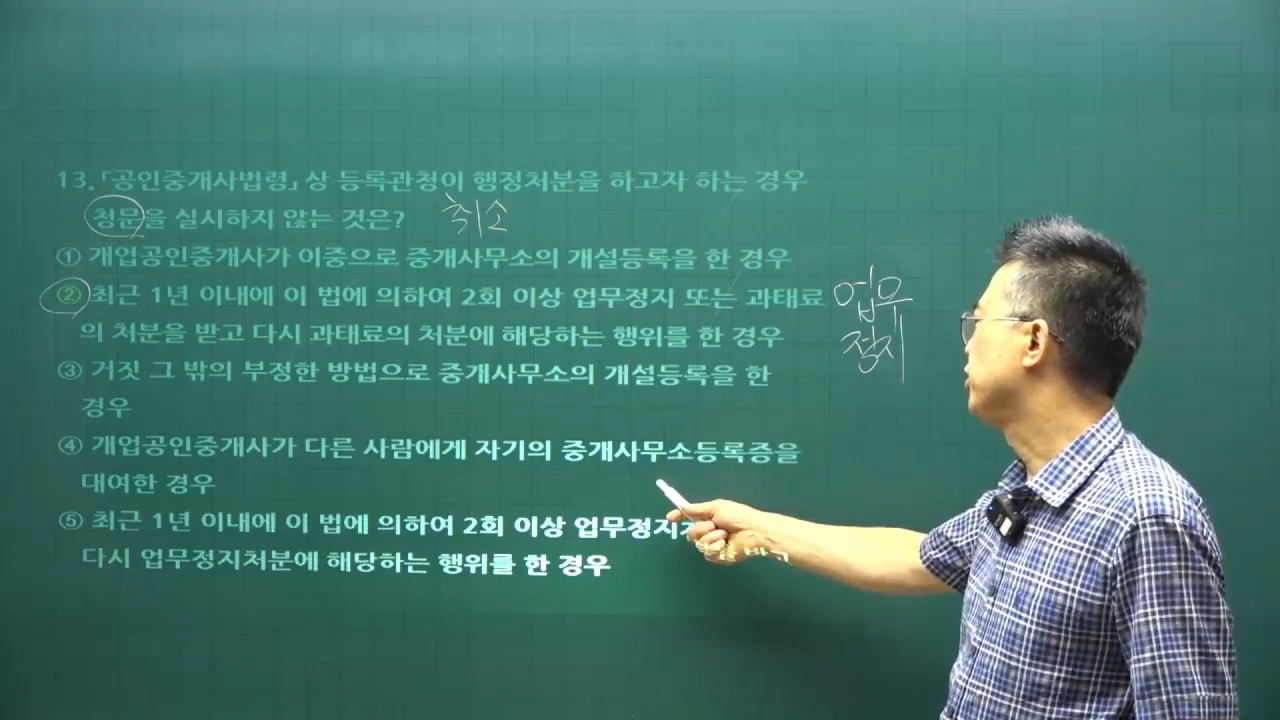 13. 「공인중개사법령」 상 등록관청이 행정처분을 하고자 하는 경우
청문을 실시하지 않는 것은? 취소
① 개업공인중개사가 이중으로 중개사무소의 개설등록을 한 경우
② 최근 1년 이내에 이 법에 의하여 2회 이상 업무정지 또는 과태료
의 처분을 받고 다시 과태료의 처분에 해당하는 행위를 한 경우
업무
정지
③ 거짓 그 밖의 부정한 방법으로 중개사무소의 개설등록을 한
경우
④ 개업공인중개사가 다른 사람에게 자기의 중개사무소등록증을
대여한 경우
⑤ 최근 1년 이내에 이 법에 의하여 2회 이상 업무정지 받고
다시 업무정지처분에 해당하는 행위를 한 경우